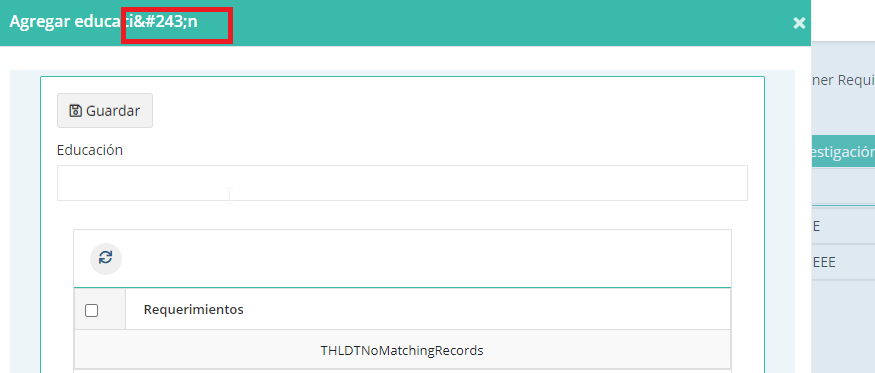 Agregar educaci&#243;n
×
ner Requi
Guardar
Educación
estigación
E
EEE
Requerimientos
THLDTNoMatchingRecords